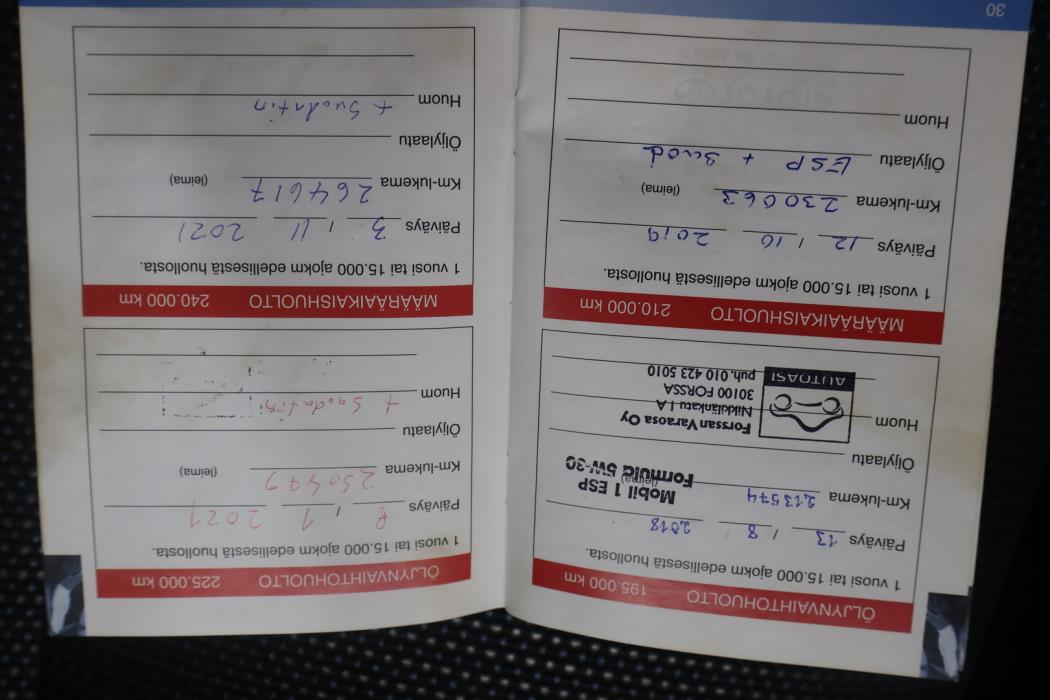 ÖLJYNVAIHTOHUOLTO 195.000 km
1 vuosi tai 15.000 ajokm edellisestä huollosta.
Päiväys 13 / 8 2018
Km-lukema 213574 (leima)
Mobil 1 ESP
Formula 5W-30
Öljylaatu
Huom
AUTOASI
Forssan Varaosa Oy
Nikkilänkatu 1 A
30100 FORSSA
puh. 010 423 5010
MÄÄRÄAIKAISHUOLTO 210.000 km
1 vuosi tai 15.000 ajokm edellisestä huollosta.
Päiväys 12 / 10 2019
Km-lukema 230063 (leima)
Öljylaatu ESP + suod
Huom
30
ÖLJYNVAIHTOHUOLTO 225.000 km
1 vuosi tai 15.000 ajokm edellisestä huollosta.
Päiväys 8 / 1 2021
Km-lukema 250479 (leima)
Öljylaatu
Huom + Suodatin
MÄÄRÄAIKAISHUOLTO 240.000 km
1 vuosi tai 15.000 ajokm edellisestä huollosta.
Päiväys 3 / 11 2021
Km-lukema 264617 (leima)
Öljylaatu
Huom + Suodatin